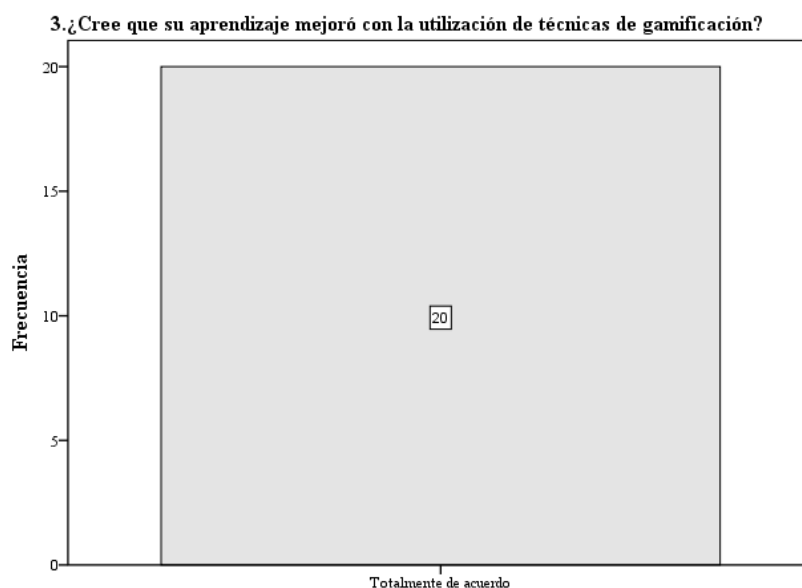 3.¿Cree que su aprendizaje mejoró con la utilización de técnicas de gamificación?
20
15
10
5
0
Frecuencia
20
Totalmente de acuerdo